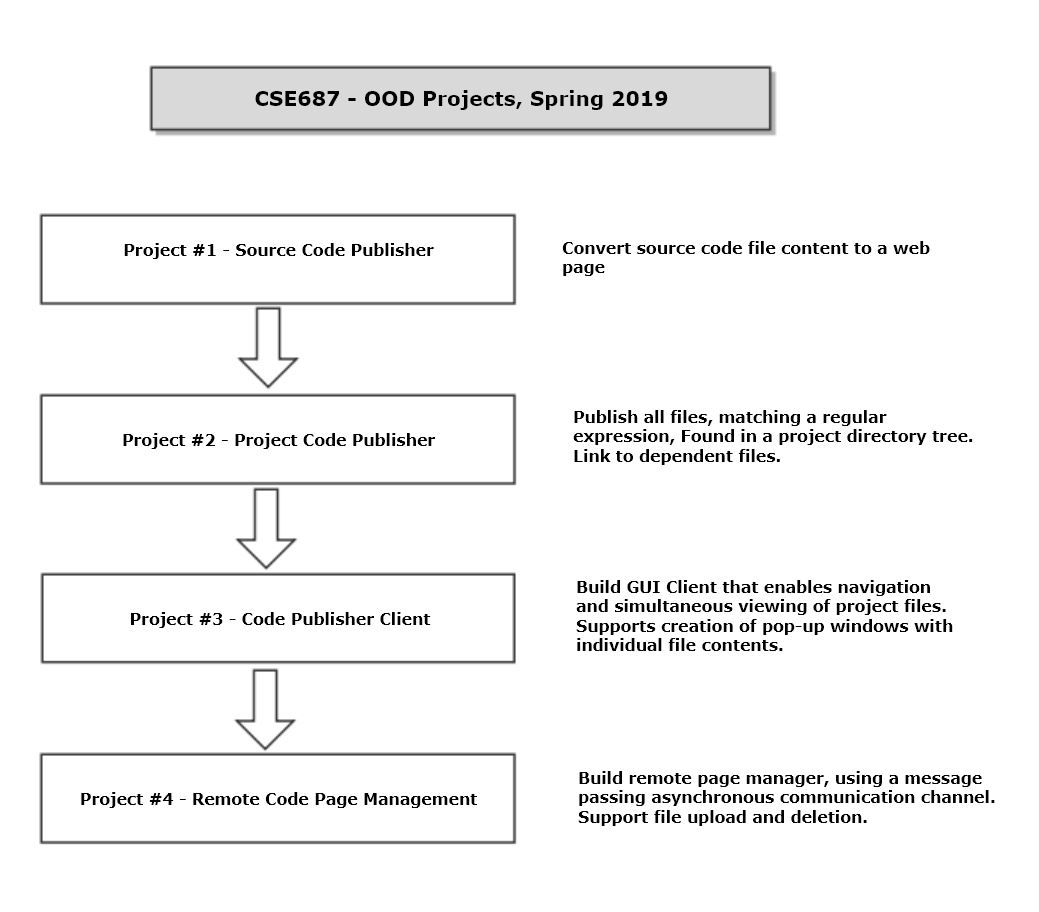 CSE687 - OOD Projects, Spring 2019
Project #1 - Source Code Publisher
Convert source code file content to a web
page
Project #2 - Project Code Publisher
Publish all files, matching a regular
expression, Found in a project directory tree.
Link to dependent files.
Project #3 - Code Publisher Client
Build GUI Client that enables navigation
and simultaneous viewing of project files.
Supports creation of pop-up windows with
individual file contents.
Project #4 - Remote Code Page Management
Build remote page manager, using a message
passing asynchronous communication channel.
Support file upload and deletion.